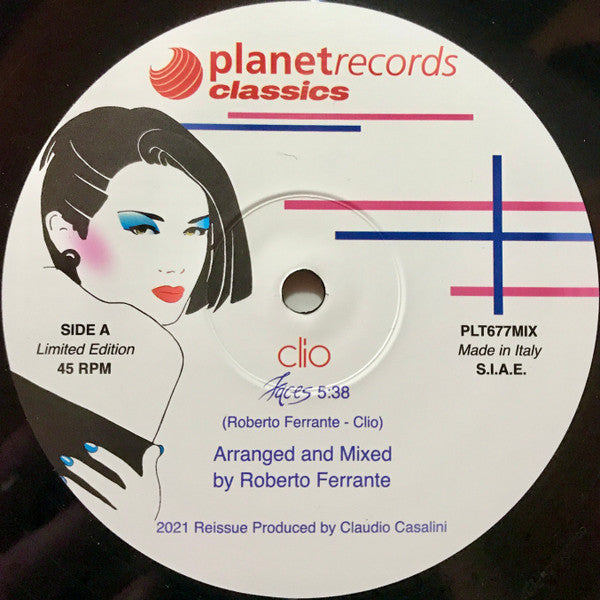 planetrecords
classics
SIDE A
Limited Edition
45 RPM
PLT677MIX
Made in Italy
S.I.A.E.
clio
Faces 5:38
(Roberto Ferrante - Clio)
Arranged and Mixed
by Roberto Ferrante
2021 Reissue Produced by Claudio Casalini